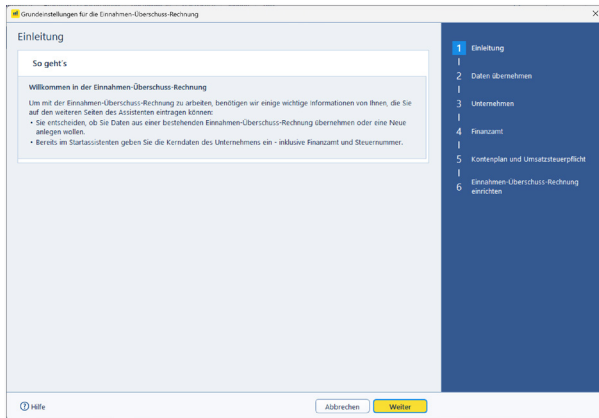 Grundeinstellungen für die Einnahmen-Überschuss-Rechnung
Einleitung
So geht´s
Willkommen in der Einnahmen-Überschuss-Rechnung
Um mit der Einnahmen-Überschuss-Rechnung zu arbeiten, benötigen wir einige wichtige Informationen von Ihnen, die Sie
auf den weiteren Seiten des Assistenten eintragen können:
• Sie entscheiden, ob Sie Daten aus einer bestehenden Einnahmen-Überschuss-Rechnung übernehmen oder eine Neue
anlegen wollen.
• Bereits im Startassistenten geben Sie die Kerndaten des Unternehmens ein - inklusive Finanzamt und Steuernummer.
1 Einleitung
2 Daten übernehmen
3 Unternehmen
4 Finanzamt
5 Kontenplan und Umsatzsteuerpflicht
6 Einnahmen-Überschuss-Rechnung
einrichten
Hilfe
Abbrechen
Weiter